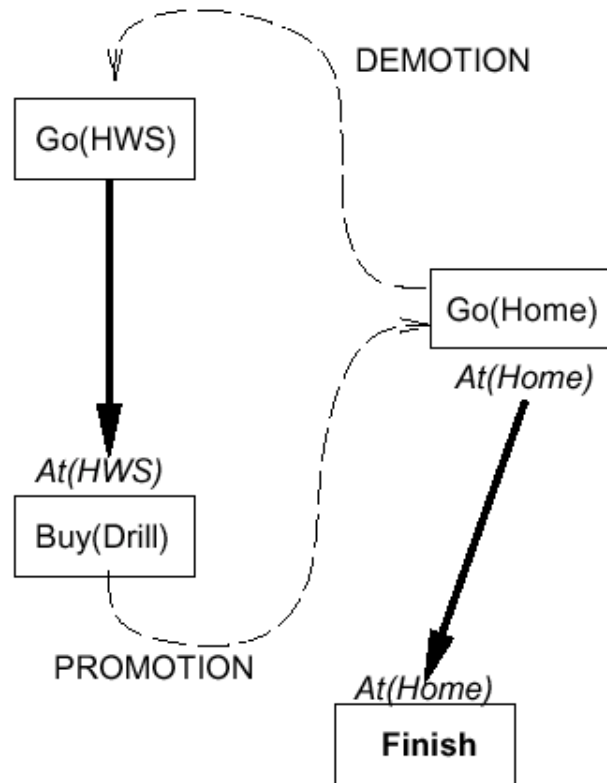 DEMOTION
Go(HWS)
Go(Home)
At(Home)
At(HWS)
Buy(Drill)
PROMOTION
At(Home)
Finish